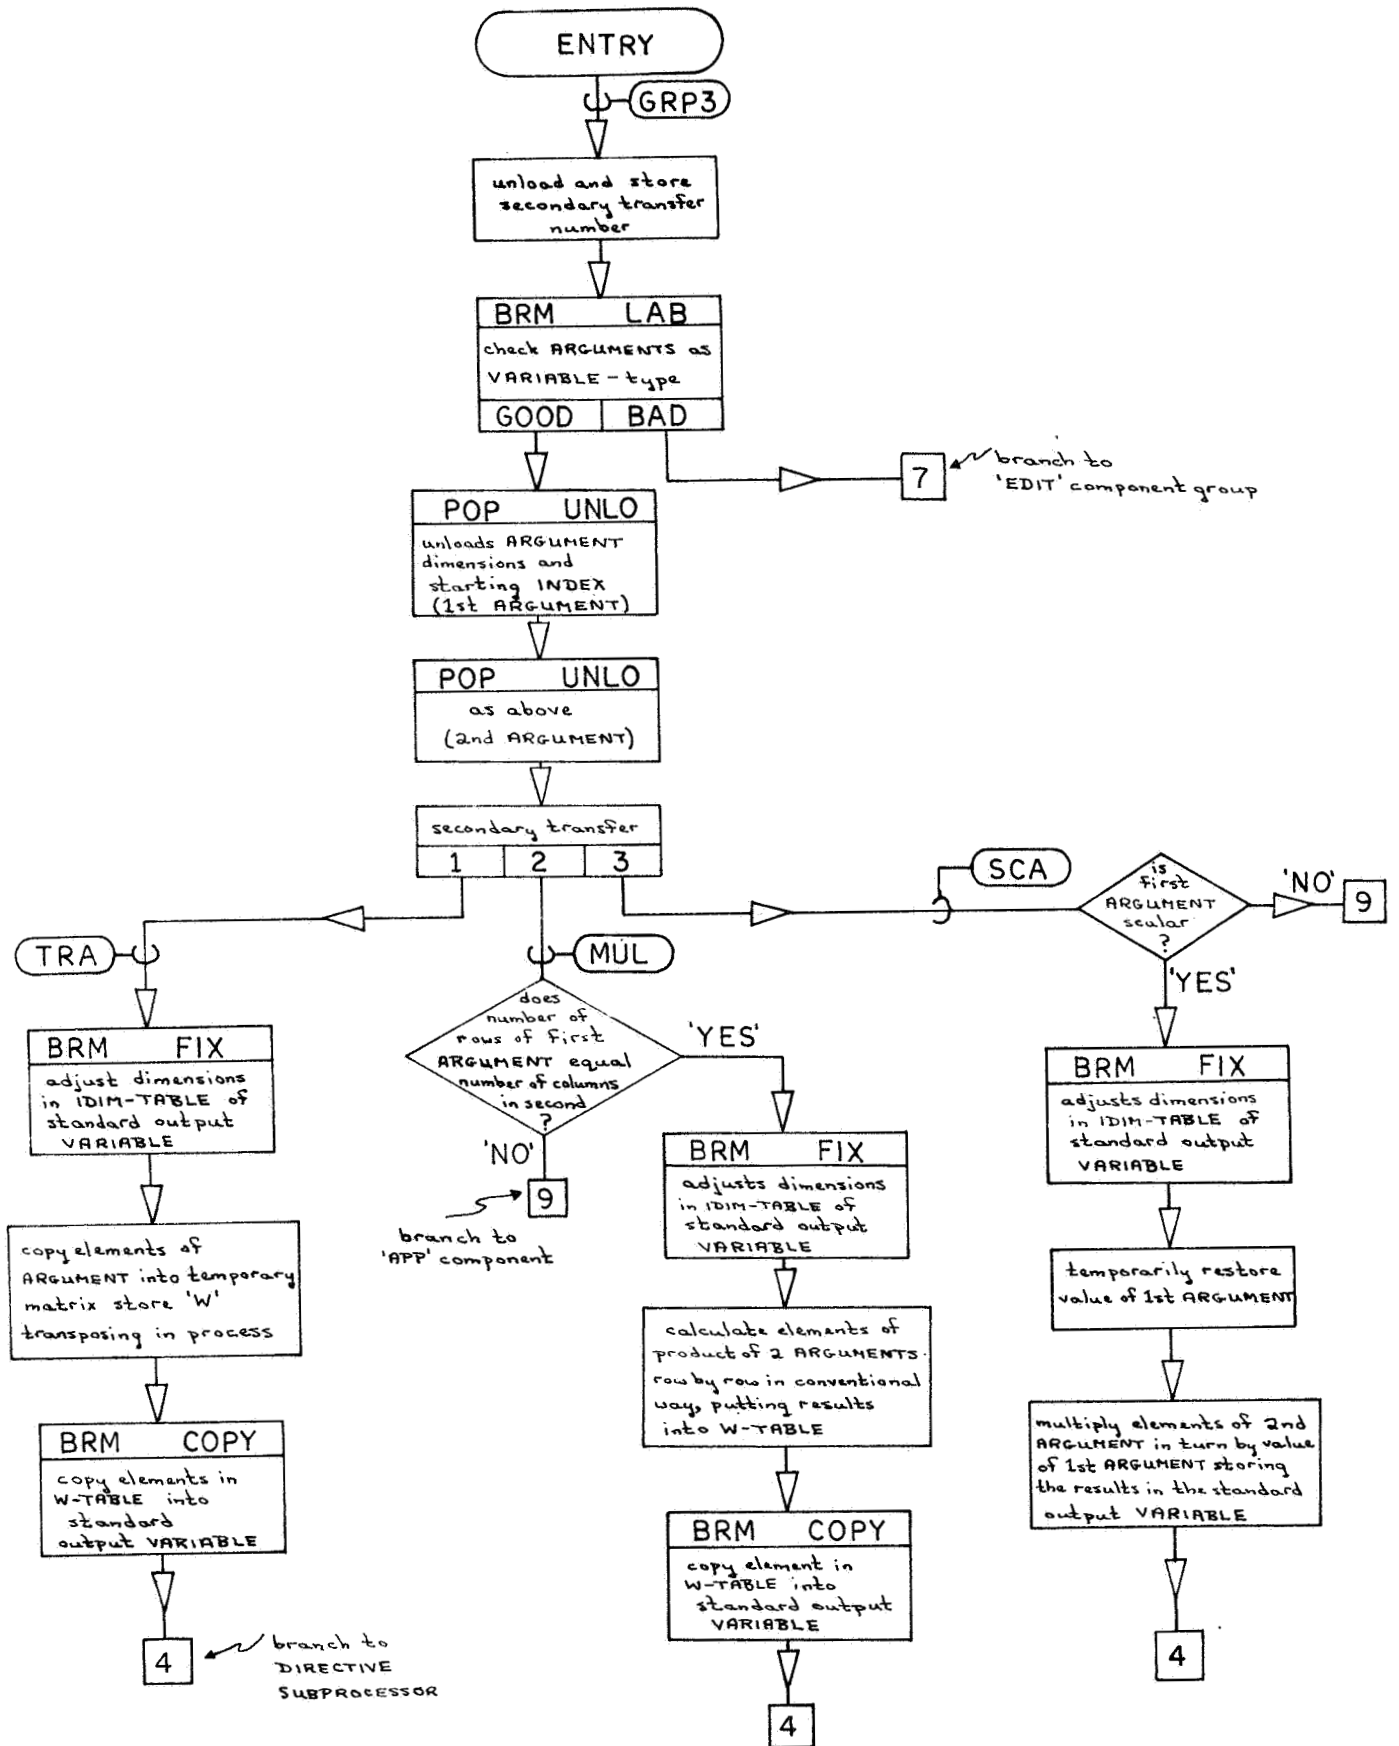 ENTRY
GRP3
unload and store
secondary transfer
number
BRM LAB
check ARGUMENTS as
VARIABLE-type
GOOD BAD
7
branch to
'EDIT' component group
POP UNLO
unloads ARGUMENT
dimensions and
starting INDEX
(1st ARGUMENT)
POP UNLO
as above
(2nd ARGUMENT)
secondary transfer
1 2 3
SCA
is
first
ARGUMENT
scalar
?
'NO'
9
'YES'
TRA
MUL
BRM FIX
adjust dimensions
in IDIM-TABLE of
standard output
VARIABLE
copy elements of
ARGUMENT into temporary
matrix store 'W'
transposing in process
BRM COPY
copy elements in
W-TABLE into
standard
output VARIABLE
4
branch to
DIRECTIVE
SUBPROCESSOR
does
number of
rows of first
ARGUMENT equal
number of columns
in second
?
'YES'
'NO'
9
branch to
'APP' component
BRM FIX
adjusts dimensions
in IDIM-TABLE of
standard output
VARIABLE
calculate elements of
product of 2 ARGUMENTS.
row by row in conventional
way, putting results
into W-TABLE
BRM COPY
copy element in
W-TABLE into
standard output
VARIABLE
4
BRM FIX
adjusts dimensions
in IDIM-TABLE of
standard output
VARIABLE
temporarily restore
value of 1st ARGUMENT
multiply elements of 2nd
ARGUMENT in turn by value
of 1st ARGUMENT storing
the results in the standard
output VARIABLE
4